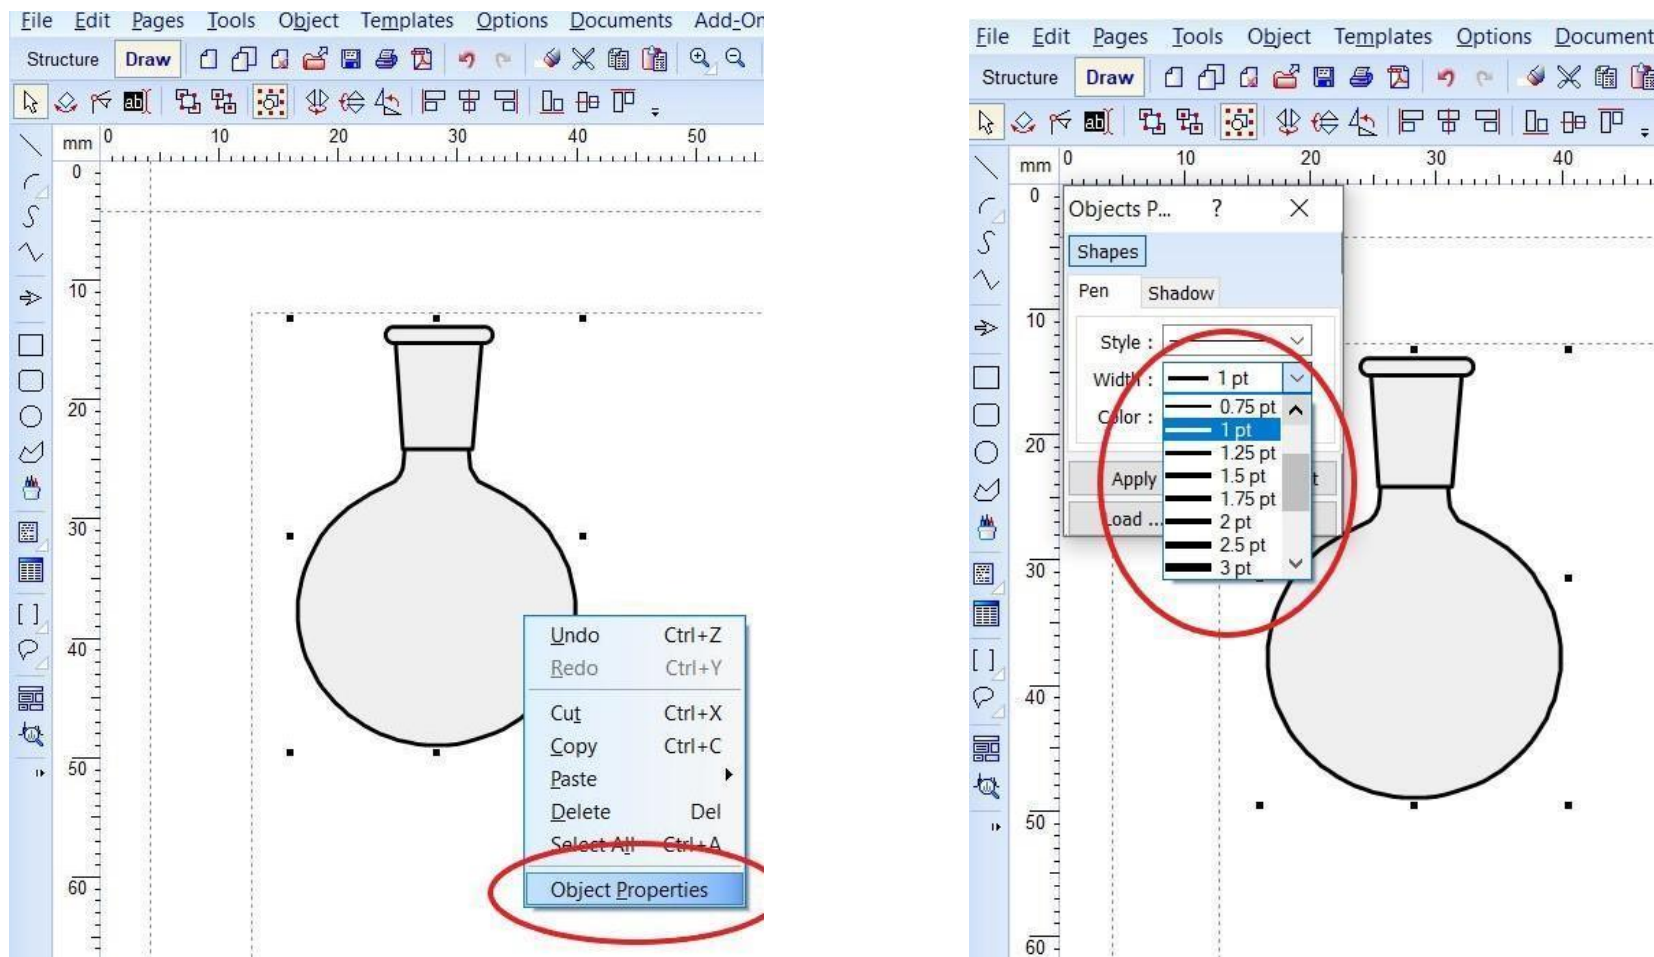 File Edit Pages Tools Object Templates Options Documents Add-On
Structure Draw
ab
mm 0 10 20 30 40 50
0
10
20
30
40
50
60
Undo Ctrl+Z
Redo Ctrl+Y
Cut Ctrl+X
Copy Ctrl+C
Paste
Delete Del
Select All Ctrl+A
Object Properties
File Edit Pages Tools Object Templates Options Document
Structure Draw
ab
mm 0 10 20 30 40
0
10
20
30
40
50
60
Objects P... ? 
Shapes
Pen Shadow
Style :
Width : 1 pt
Color :
0.75 pt
1 pt
1.25 pt
1.5 pt
1.75 pt
2 pt
2.5 pt
3 pt
Apply t
Load ...